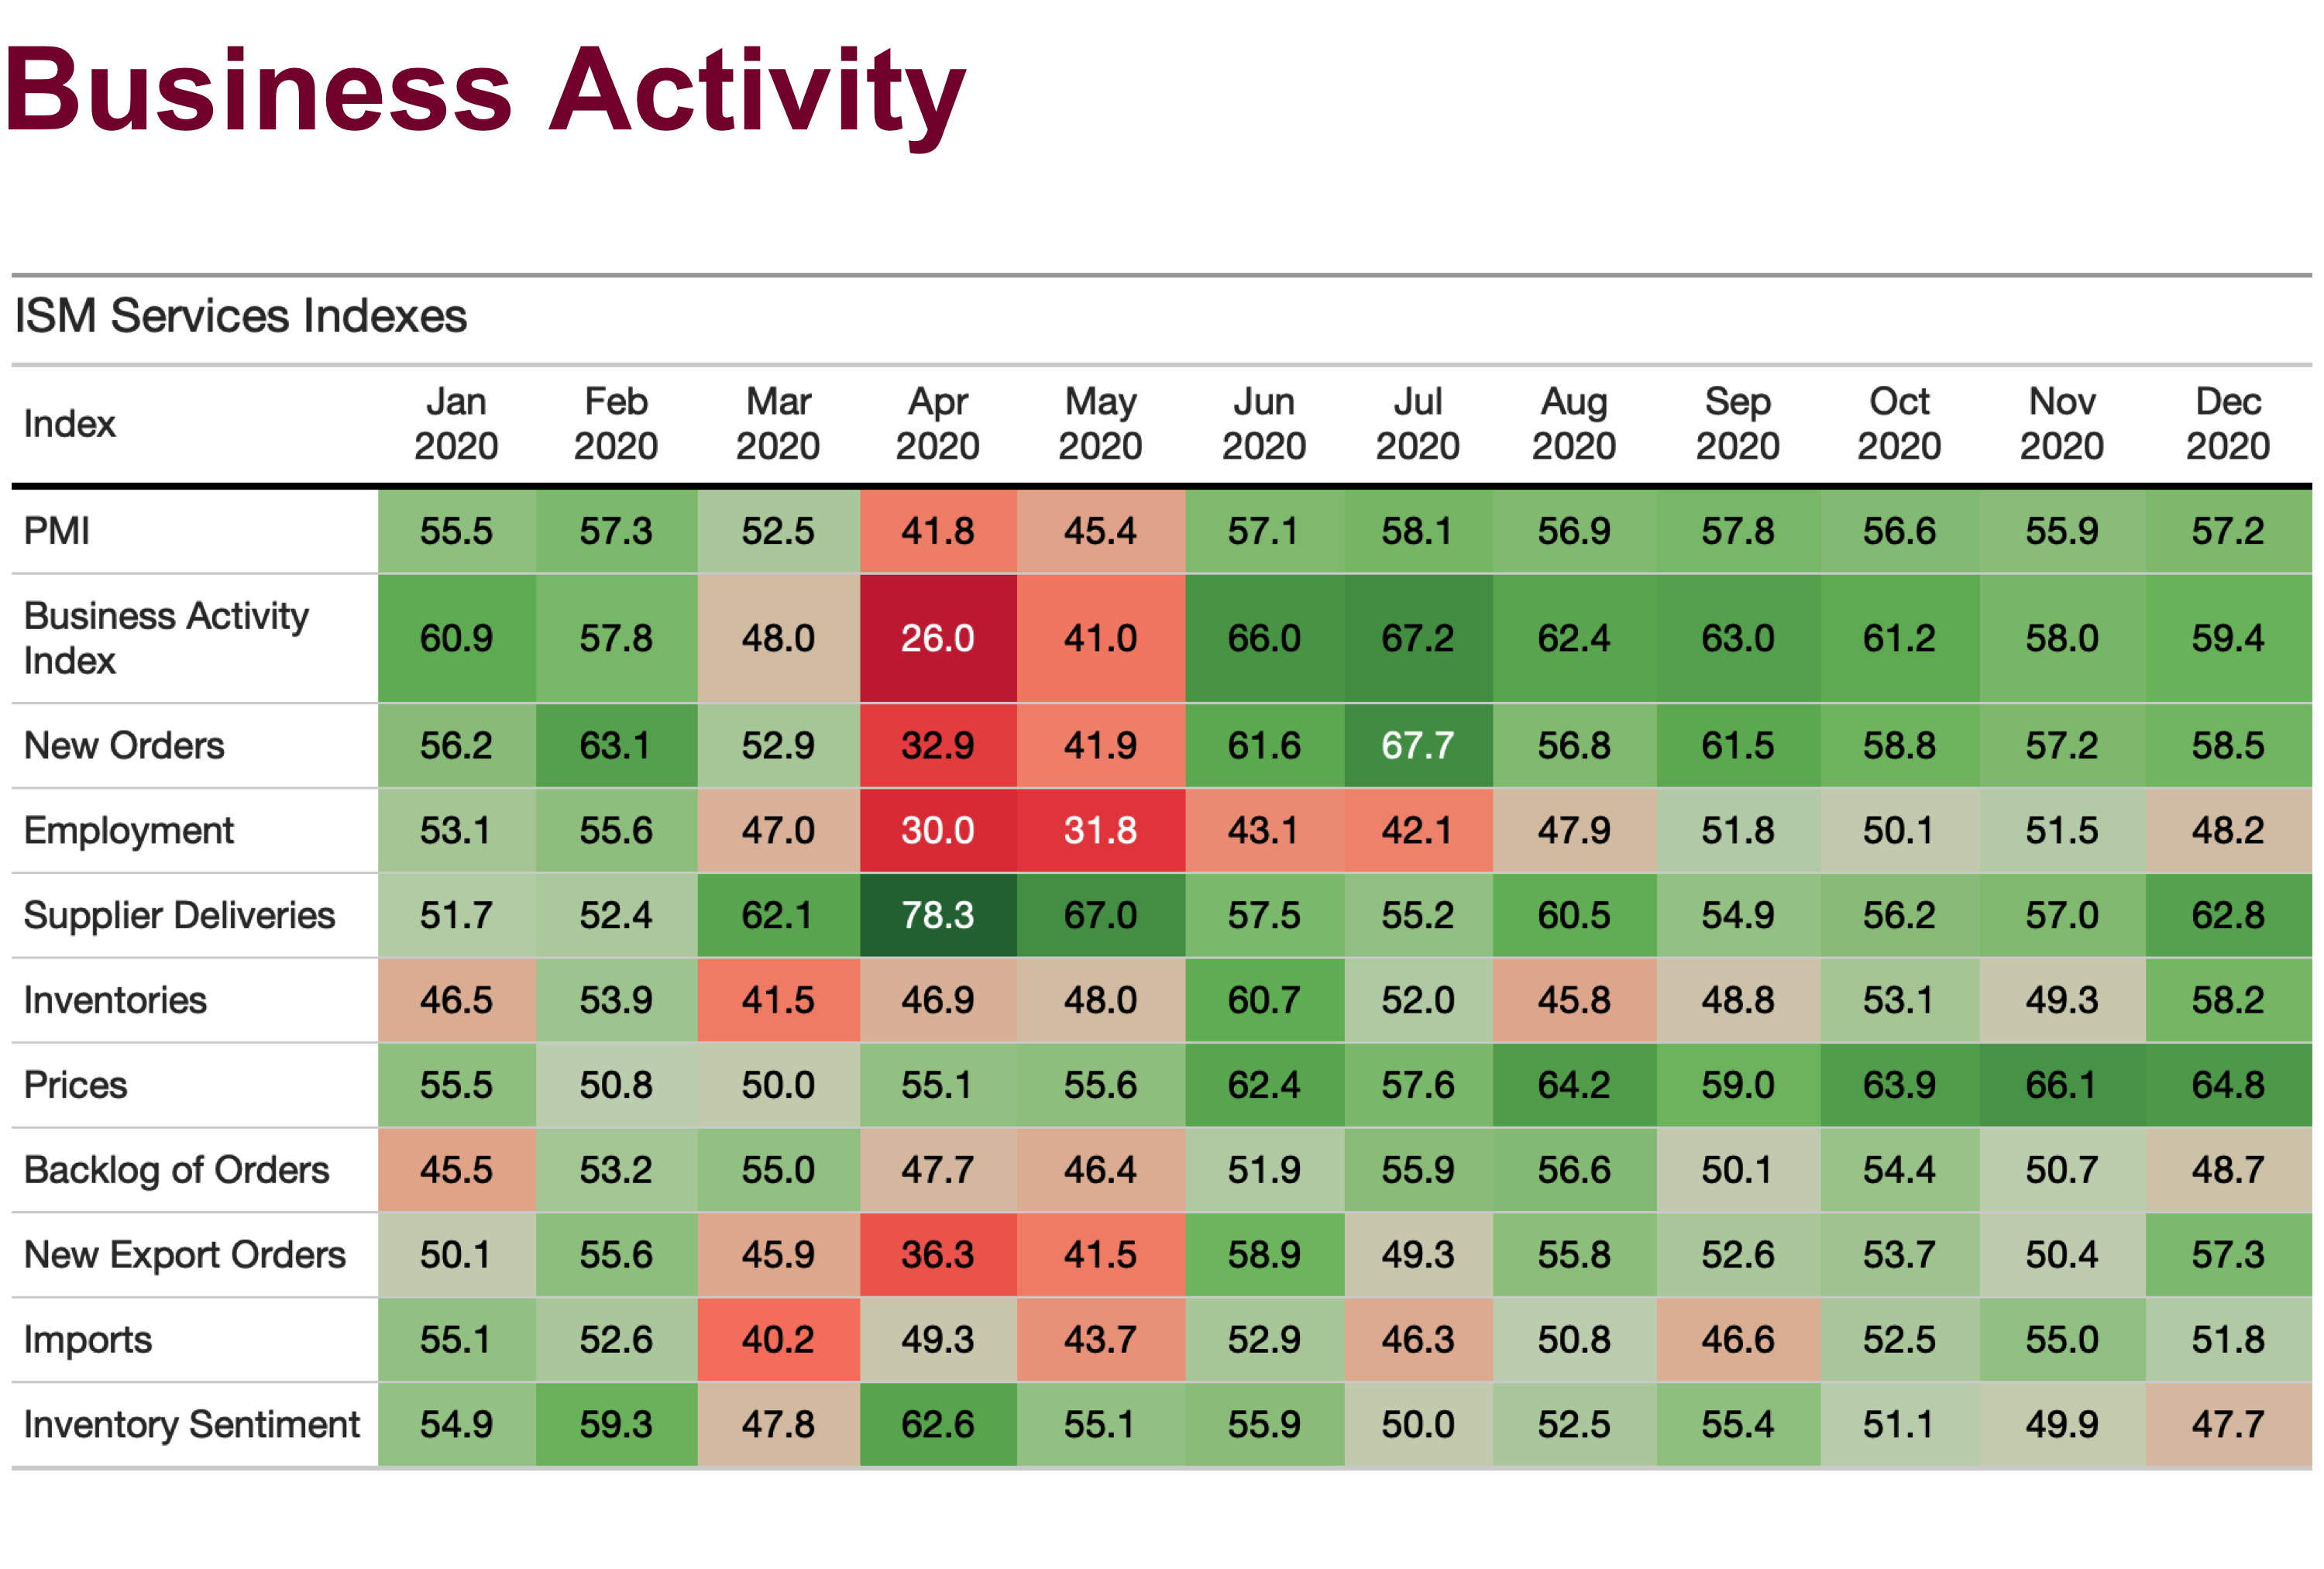 Business Activity
ISM Services Indexes
Index Jan 2020 Feb 2020 Mar 2020 Apr 2020 May 2020 Jun 2020 Jul 2020 Aug 2020 Sep 2020 Oct 2020 Nov 2020 Dec 2020
PMI 55.5 57.3 52.5 41.8 45.4 57.1 58.1 56.9 57.8 56.6 55.9 57.2
Business Activity Index 60.9 57.8 48.0 26.0 41.0 66.0 67.2 62.4 63.0 61.2 58.0 59.4
New Orders 56.2 63.1 52.9 32.9 41.9 61.6 67.7 56.8 61.5 58.8 57.2 58.5
Employment 53.1 55.6 47.0 30.0 31.8 43.1 42.1 47.9 51.8 50.1 51.5 48.2
Supplier Deliveries 51.7 52.4 62.1 78.3 67.0 57.5 55.2 60.5 54.9 56.2 57.0 62.8
Inventories 46.5 53.9 41.5 46.9 48.0 60.7 52.0 45.8 48.8 53.1 49.3 58.2
Prices 55.5 50.8 50.0 55.1 55.6 62.4 57.6 64.2 59.0 63.9 66.1 64.8
Backlog of Orders 45.5 53.2 55.0 47.7 46.4 51.9 55.9 56.6 50.1 54.4 50.7 48.7
New Export Orders 50.1 55.6 45.9 36.3 41.5 58.9 49.3 55.8 52.6 53.7 50.4 57.3
Imports 55.1 52.6 40.2 49.3 43.7 52.9 46.3 50.8 46.6 52.5 55.0 51.8
Inventory Sentiment 54.9 59.3 47.8 62.6 55.1 55.9 50.0 52.5 55.4 51.1 49.9 47.7